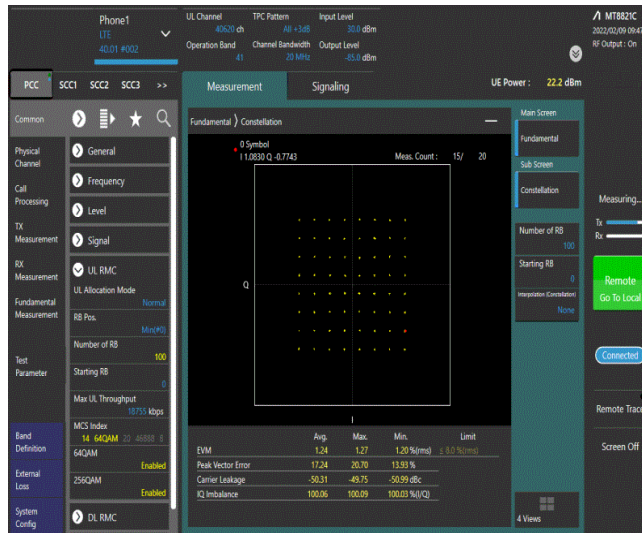 Phone1
LTE
40.01 #002
UL Channel
40620 ch
TPC Pattern
All +3dB
Input Level
30.0 dBm
Operation Band
41
Channel Bandwidth
20 MHz
Output Level
-85.0 dBm
MT8821C
2022/02/09 09:47
RF Output : On
PCC SCC1 SCC2 SCC3 >>
Measurement
Signaling
UE Power : 22.2 dBm
Common
Physical
Channel
Call
Processing
TX
Measurement
RX
Measurement
Fundamental
Measurement
Test
Parameter
Band
Definition
External
Loss
System
Config
General
Frequency
Level
Signal
UL RMC
UL Allocation Mode
Normal
RB Pos.
Min(#0)
Number of RB
100
Starting RB
0
Max UL Throughput
18755 kbps
MCS Index
14 64QAM 20 46888 8
64QAM
Enabled
256QAM
Enabled
DL RMC
Fundamental ) Constellation
0 Symbol
I 1.0830 Q -0.7743
Meas. Count : 15/ 20
Q
I
Avg. Max. Min. Limit
EVM 1.24 1.27 1.20 %(rms) ≤ 8.0 %(rms)
Peak Vector Error 17.24 20.70 13.93 %
Carrier Leakage -50.31 -49.75 -50.99 dBc
IQ Imbalance 100.06 100.09 100.03 %(I/Q)
Main Screen
Fundamental
Sub Screen
Constellation
Number of RB
100
Starting RB
0
Interpolation (Constellation)
None
4 Views
Measuring...
Tx
Rx
Remote
Go To Local
Connected
Remote Trace
Screen Off